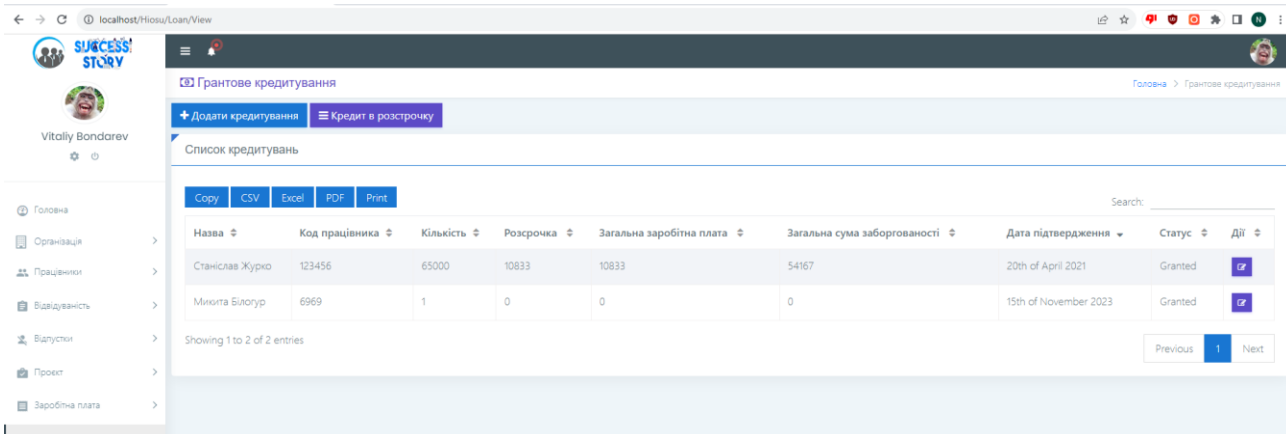 localhost/Hiosu/Loan/View
N
SUCCESS
STORY
Vitaliy Bondarev
Головна
Організація
Працівники
Відвідуваність
Відпустки
Проєкт
Заробітна плата
Грантове кредитування
Головна > Грантове кредитування
Додати кредитування Кредит в розстрочку
Список кредитувань
Copy CSV Excel PDF Print
Search:
Назва Код працівника Кількість Розсрочка Загальна заробітна плата Загальна сума заборгованості Дата підтвердження Статус Дії
Станіслав Журко 123456 65000 10833 10833 54167 20th of April 2021 Granted
Микита Білогур 6969 1 0 0 0 15th of November 2023 Granted
Showing 1 to 2 of 2 entries
Previous 1 Next